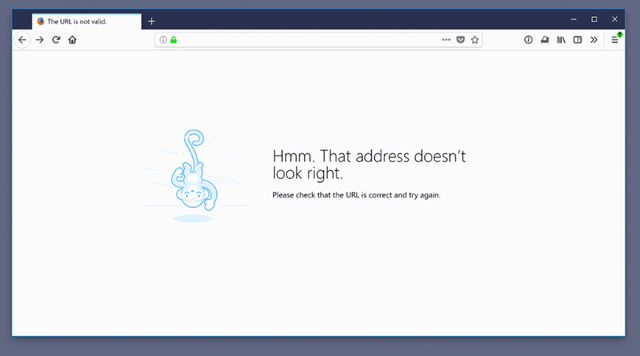 The URL is not valid.
Hmm. That address doesn't
look right.
Please check that the URL is correct and try again.